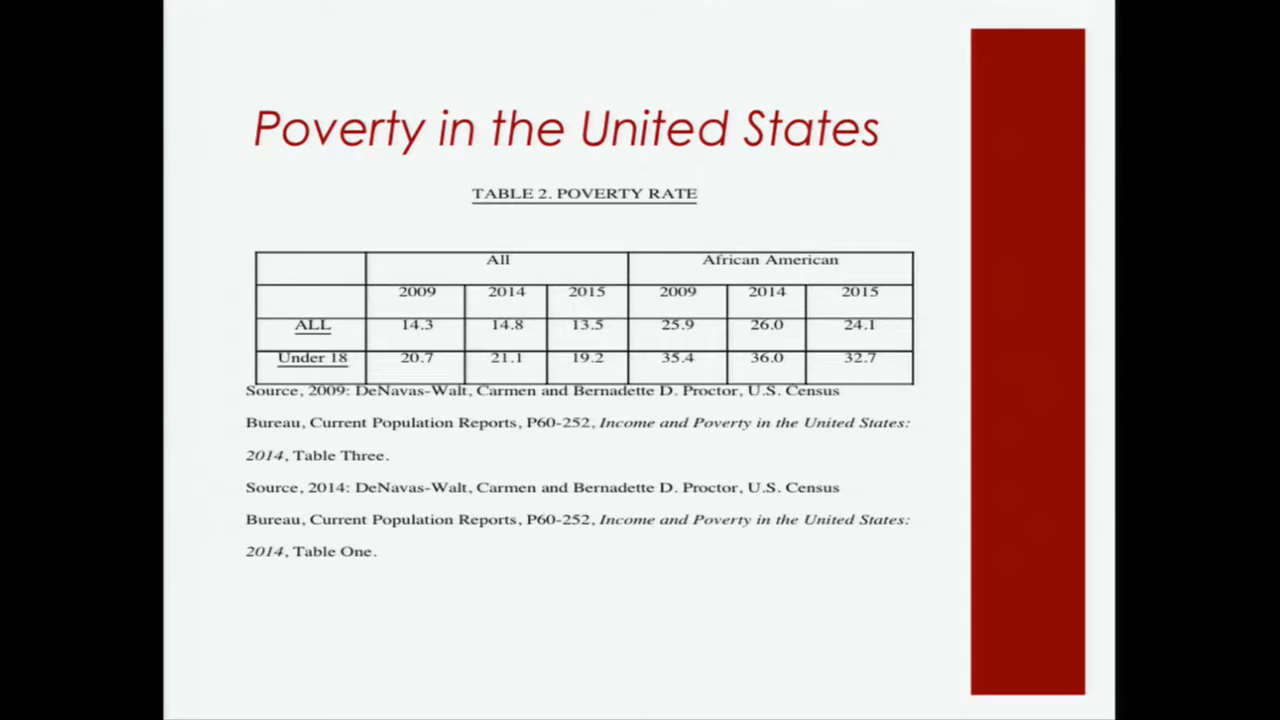 Poverty in the United States
TABLE 2. POVERTY RATE
All African American
2009 2014 2015 2009 2014 2015
ALL 14.3 14.8 13.5 25.9 26.0 24.1
Under 18 20.7 21.1 19.2 35.4 36.0 32.7
Source, 2009: DeNavas-Walt, Carmen and Bernadette D. Proctor, U.S. Census
Bureau, Current Population Reports, P60-252, Income and Poverty in the United States:
2014, Table Three.
Source, 2014: DeNavas-Walt, Carmen and Bernadette D. Proctor, U.S. Census
Bureau, Current Population Reports, P60-252, Income and Poverty in the United States:
2014, Table One.